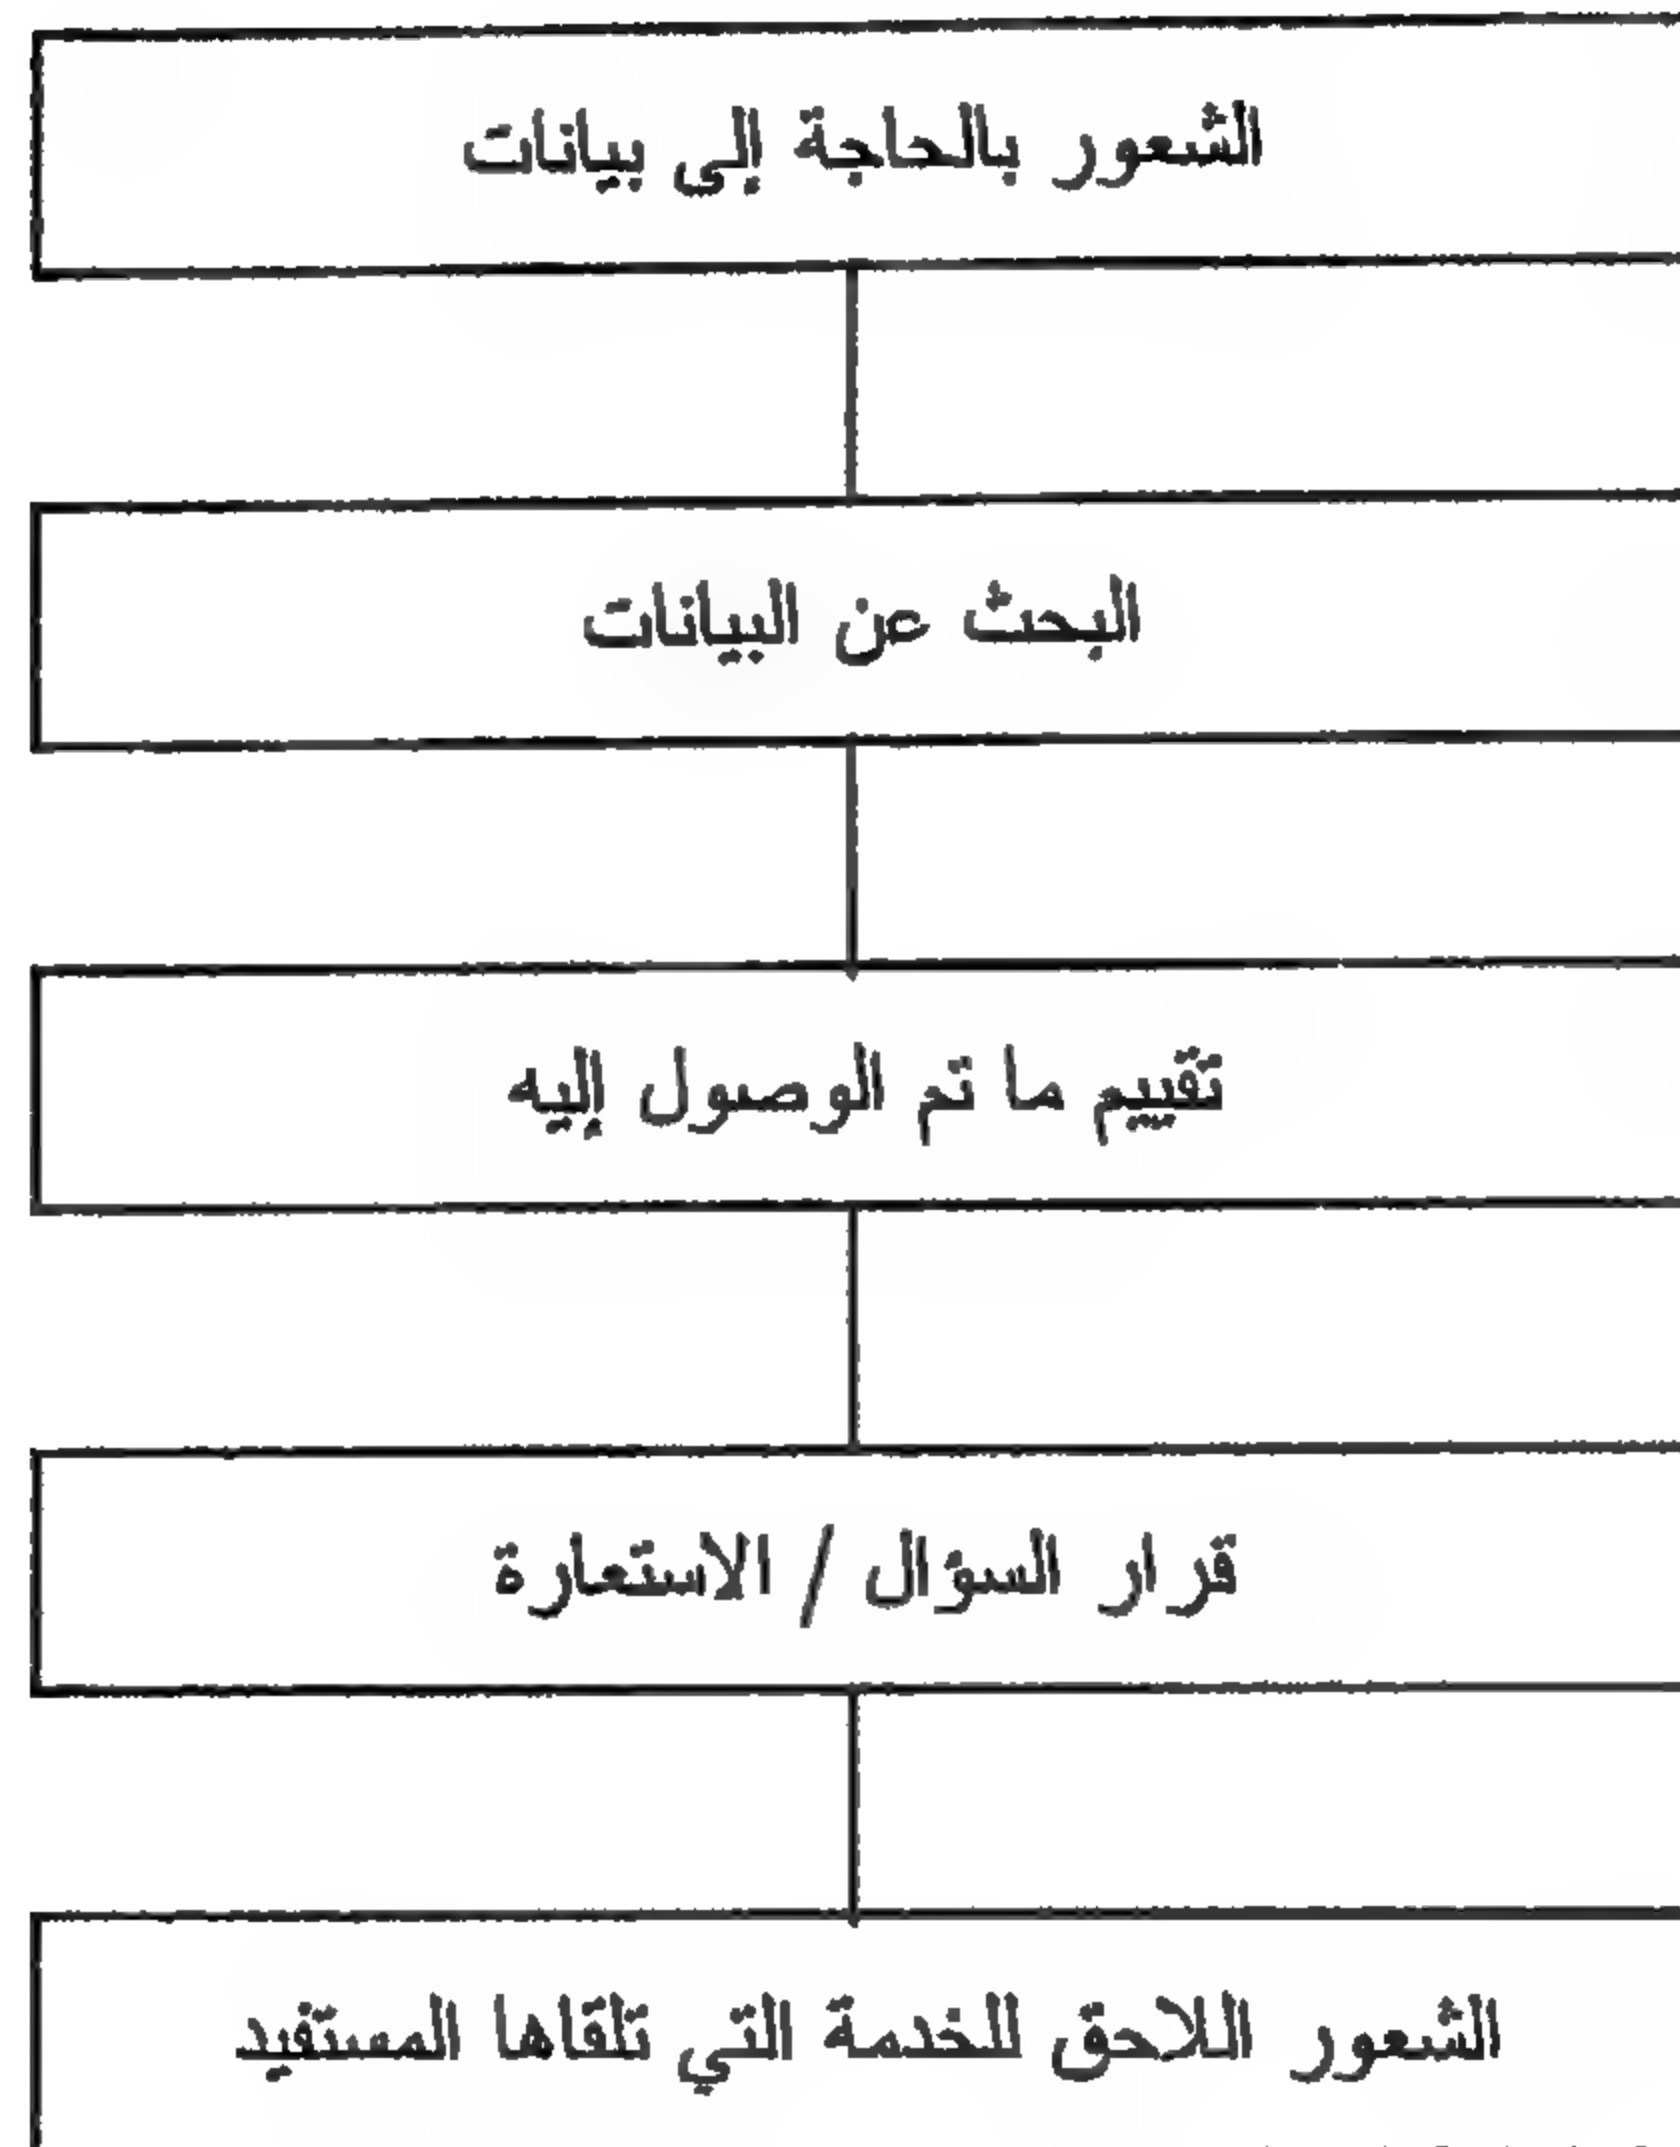 الشعور بالحاجة إلى بيانات
البحث عن البيانات
تقييم ما تم الوصول إليه
قرار السؤال / الاستعارة
الشعور اللاحق للخدمة التي تلقاها المستفيد